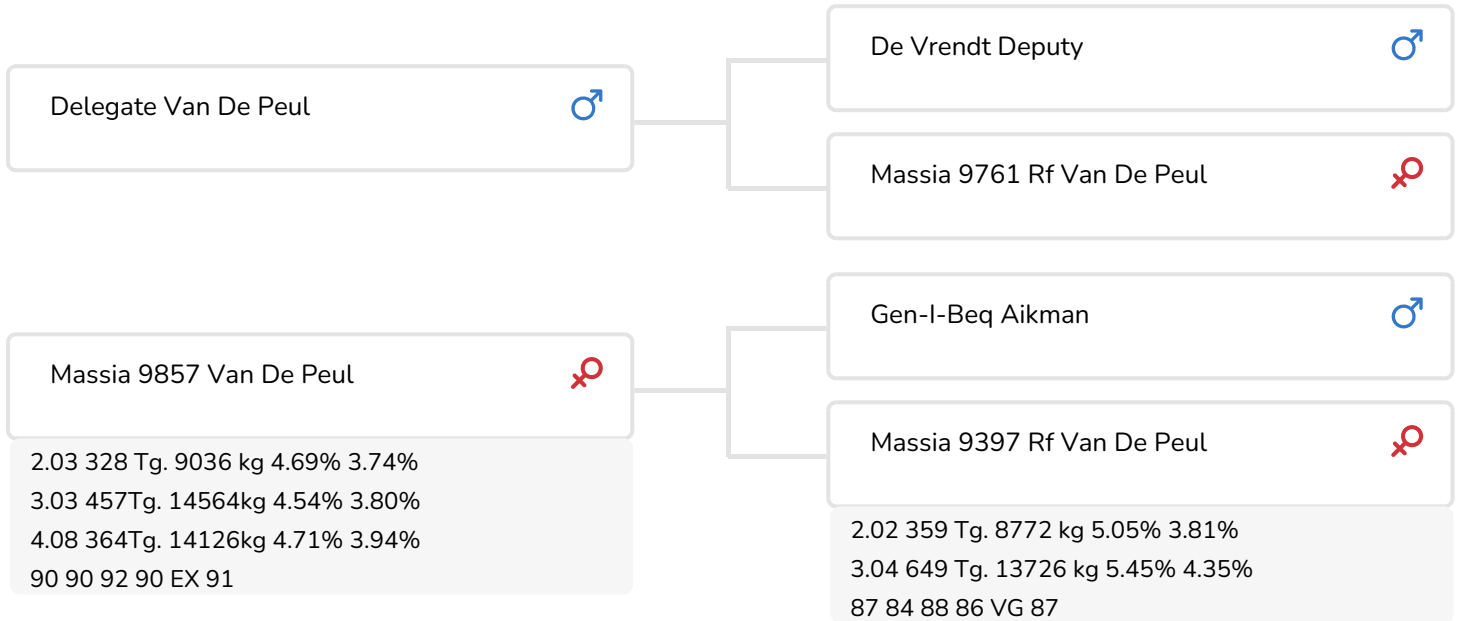 De Vrendt Deputy
Delegate Van De Peul
Massia 9761 Rf Van De Peul
Gen-I-Beq Aikman
Massia 9857 Van De Peul
2.03 328 Tg. 9036 kg 4.69% 3.74%
3.03 457Tg. 14564kg 4.54% 3.80%
4.08 364Tg. 14126kg 4.71% 3.94%
90 90 92 90 EX 91
Massia 9397 Rf Van De Peul
2.02 359 Tg. 8772 kg 5.05% 3.81%
3.04 649 Tg. 13726 kg 5.45% 4.35%
87 84 88 86 VG 87